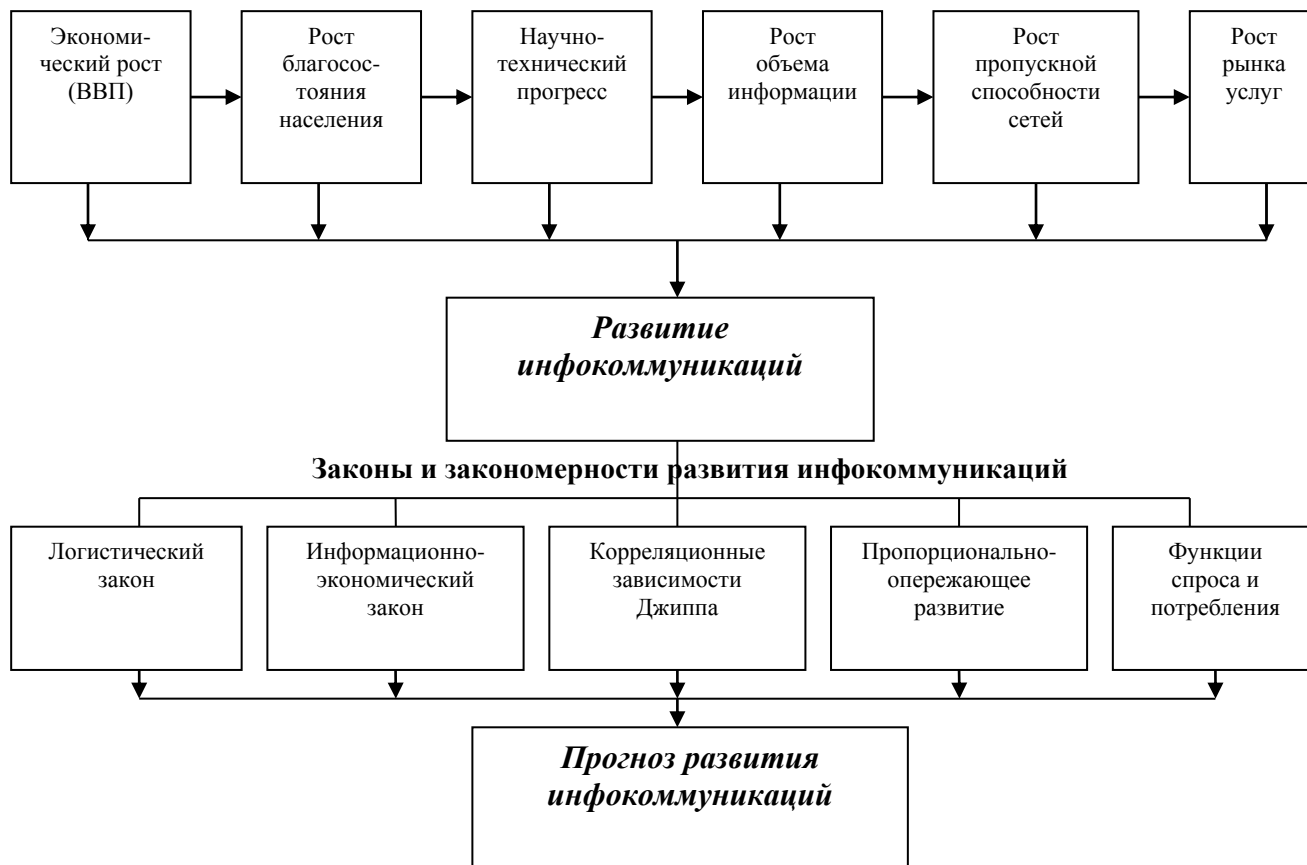 Экономи-
ческий рост
(ВВП)
Рост
благосос-
тояния
населения
Научно-
технический
прогресс
Рост
объема
информации
Рост
пропускной
способности
сетей
Рост
рынка
услуг
Развитие
инфокоммуникаций
Законы и закономерности развития инфокоммуникаций
Логистический
закон
Информационно-
экономический
закон
Корреляционные
зависимости
Джиппа
Пропорционально-
опережающее
развитие
Функции
спроса и
потребления
Прогноз развития
инфокоммуникаций